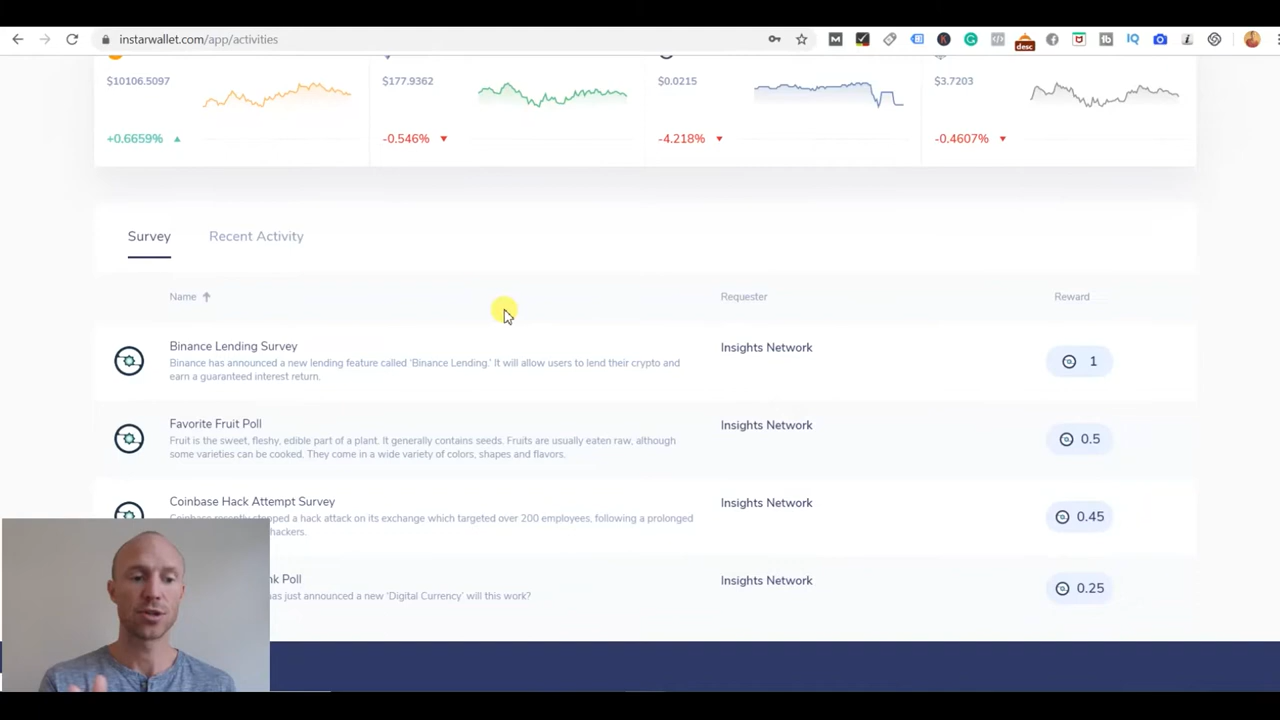 instarwallet.com/app/activities
desc
$10106.5097
$177.9362
$0.0215
$3.7203
+0.6659%
-0.546%
-4.218%
-0.4607%
Survey
Recent Activity
Name
Requester
Reward
Binance Lending Survey
Insights Network
Binance has announced a new lending feature called 'Binance Lending.' It will allow users to lend their crypto and
earn a guaranteed interest return.
1
Favorite Fruit Poll
Insights Network
Fruit is the sweet, fleshy, edible part of a plant. It generally contains seeds. Fruits are usually eaten raw, although
some varieties can be cooked. They come in a wide variety of colors, shapes and flavors.
0.5
Coinbase Hack Attempt Survey
Insights Network
Coinbase recently stopped a hack attack on its exchange which targeted over 200 employees, following a prolonged
hackers.
0.45
Poll
Insights Network
has just announced a new 'Digital Currency' will this work?
0.25